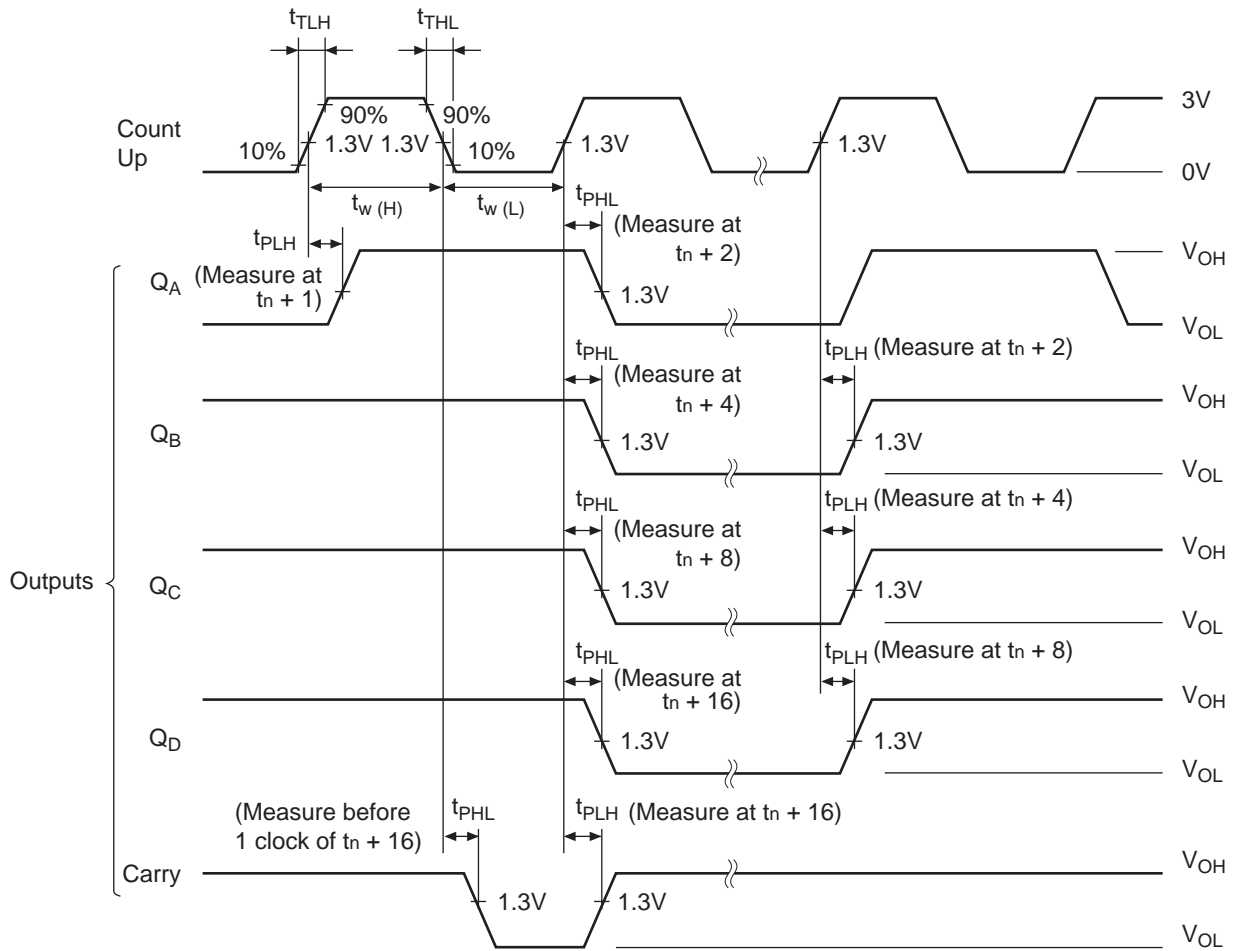 tTLH tTHL
Count Up
10% 90% 1.3V 1.3V 90% 10% 1.3V 1.3V
3V
0V
tw (H) tw (L)
tPHL (Measure at tn + 2)
tPLH (Measure at tn + 1)
QA
1.3V
VOH
VOL
tPHL (Measure at tn + 4)
tPLH (Measure at tn + 2)
QB
1.3V 1.3V
VOH
VOL
tPHL (Measure at tn + 8)
tPLH (Measure at tn + 4)
Outputs
QC
1.3V 1.3V
VOH
VOL
tPHL (Measure at tn + 16)
tPLH (Measure at tn + 8)
QD
1.3V 1.3V
VOH
VOL
(Measure before 1 clock of tn + 16) tPHL
tPLH (Measure at tn + 16)
Carry
1.3V 1.3V
VOH
VOL